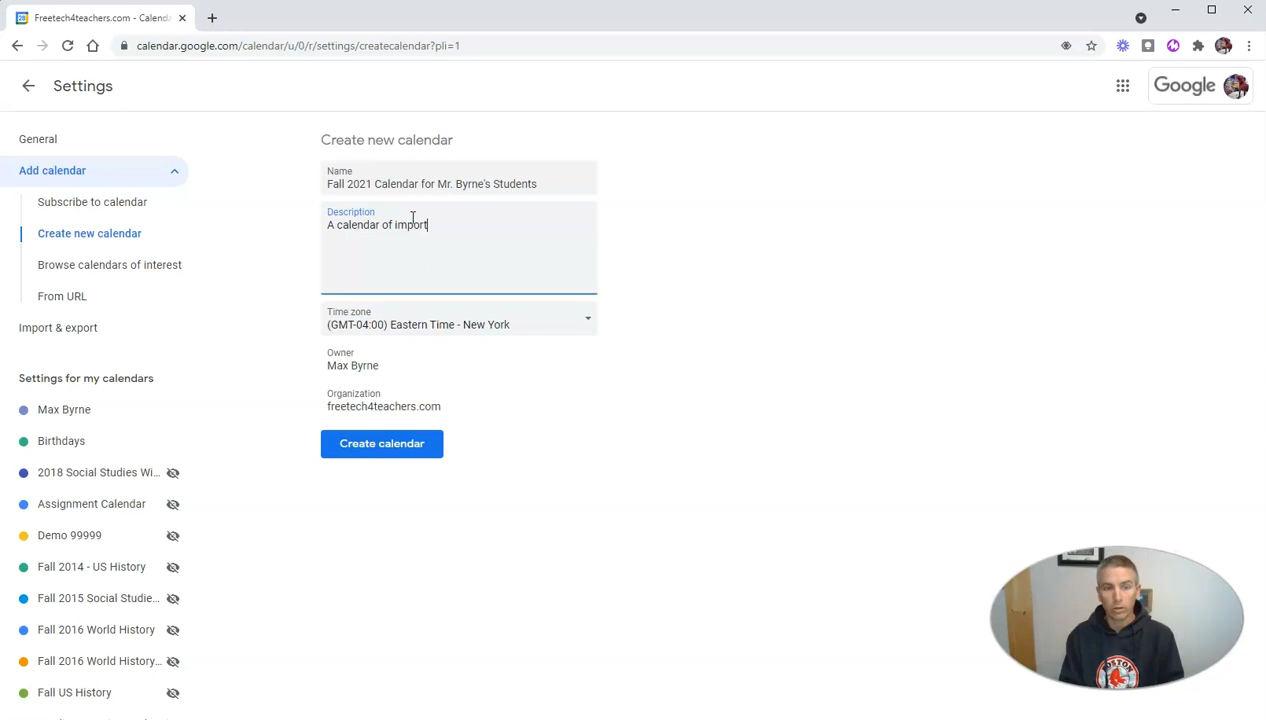 Freetech4teachers.com - Calenda
calendar.google.com/calendar/u/0/r/settings/createcalendar?pli=1
Settings
Google
General
Add calendar
Subscribe to calendar
Create new calendar
Browse calendars of interest
From URL
Import & export
Settings for my calendars
Max Byrne
Birthdays
2018 Social Studies Wi...
Assignment Calendar
Demo 99999
Fall 2014 - US History
Fall 2015 Social Studie...
Fall 2016 World History
Fall 2016 World History...
Fall US History
Create new calendar
Name
Fall 2021 Calendar for Mr. Byrne's Students
Description
A calendar of import
Time zone
(GMT-04:00) Eastern Time - New York
Owner
Max Byrne
Organization
freetech4teachers.com
Create calendar
BOSTON
RED SOX